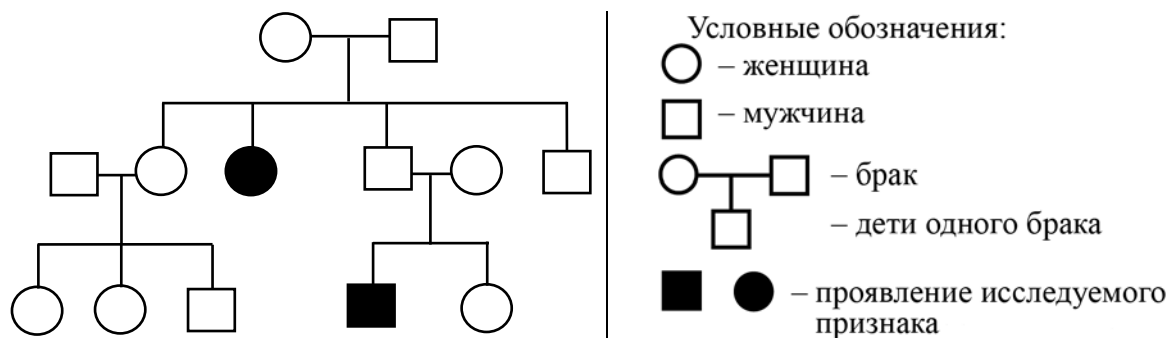 Условные обозначения:
– женщина
– мужчина
– брак
– дети одного брака
– проявление исследуемого
признака